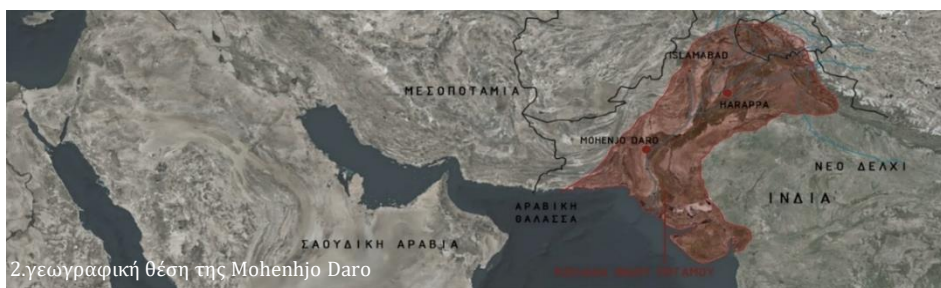 ISLAMABAD
ΜΕΣΟΠΟΤΑΜΙΑ
HARAPPA
MOHENJO DARO
ΝΕΟ ΔΕΛΧΙ
ΙΝΔΙΑ
ΑΡΑΒΙΚΗ
ΘΑΛΑΣΣΑ
ΣΑΟΥΔΙΚΗ ΑΡΑΒΙΑ
2.γεωγραφική θέση της Mohenhjo Daro